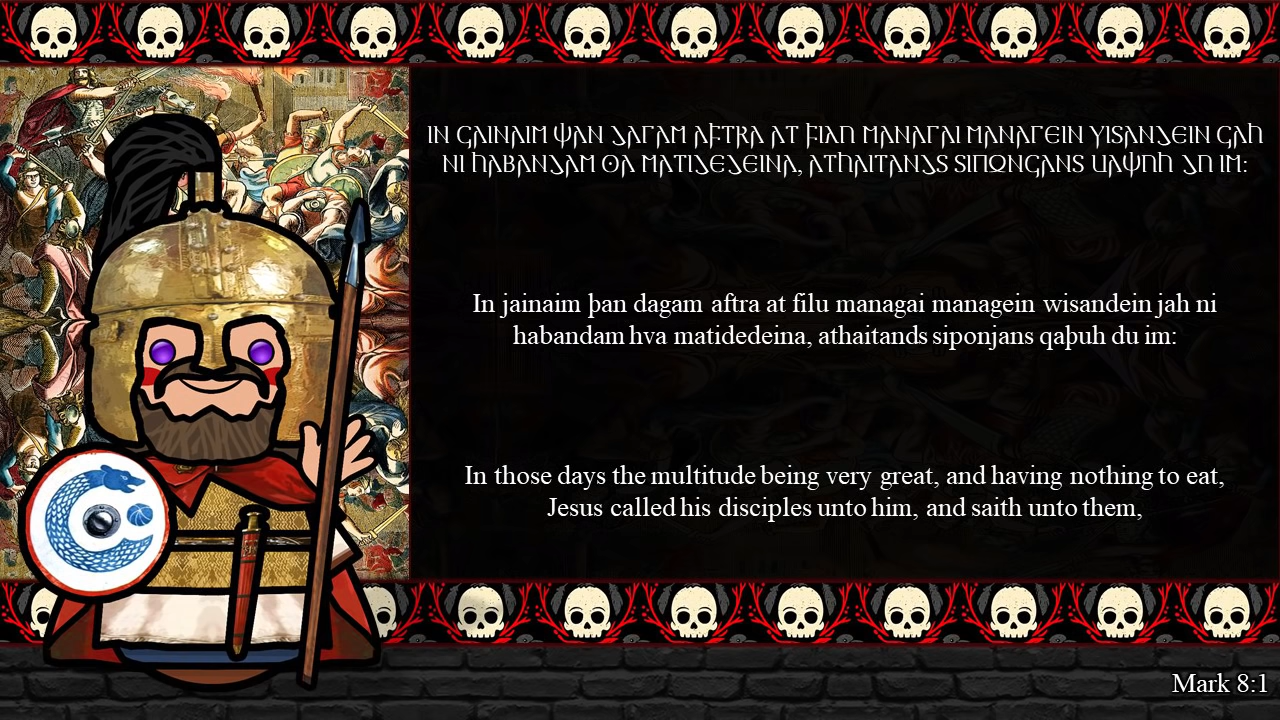 𐌹𐌽 𐌾𐌰𐌹𐌽𐌰𐌹𐌼 𐌸𐌰𐌽 𐌳𐌰𐌲𐌰𐌼 𐌰𐍆𐍄𐍂𐌰 𐌰𐍄 𐍆𐌹𐌻𐌿 𐌼𐌰𐌽𐌰𐌲𐌰𐌹 𐌼𐌰𐌽𐌰𐌲𐌴𐌹𐌽 𐍅𐌹𐍃𐌰𐌽𐌳𐌴𐌹𐌽 𐌾𐌰𐌷
𐌽𐌹 𐌷𐌰𐌱𐌰𐌽𐌳𐌰𐌼 𐍈𐌰 𐌼𐌰𐍄𐌹𐌳𐌴𐌳𐌴𐌹𐌽𐌰, 𐌰𐍄𐌷𐌰𐌹𐍄𐌰𐌽𐌳𐍃 𐍃𐌹𐍀𐍉𐌽𐌾𐌰𐌽𐍃 𐌵𐌰𐌸𐌿𐌷 𐌳𐌿 𐌹𐌼:
In jainaim þan dagam aftra at filu managai managein wisandein jah ni
habandam hva matidedeina, athaitands siponjans qaþuh du im:
In those days the multitude being very great, and having nothing to eat,
Jesus called his disciples unto him, and saith unto them,
Mark 8:1